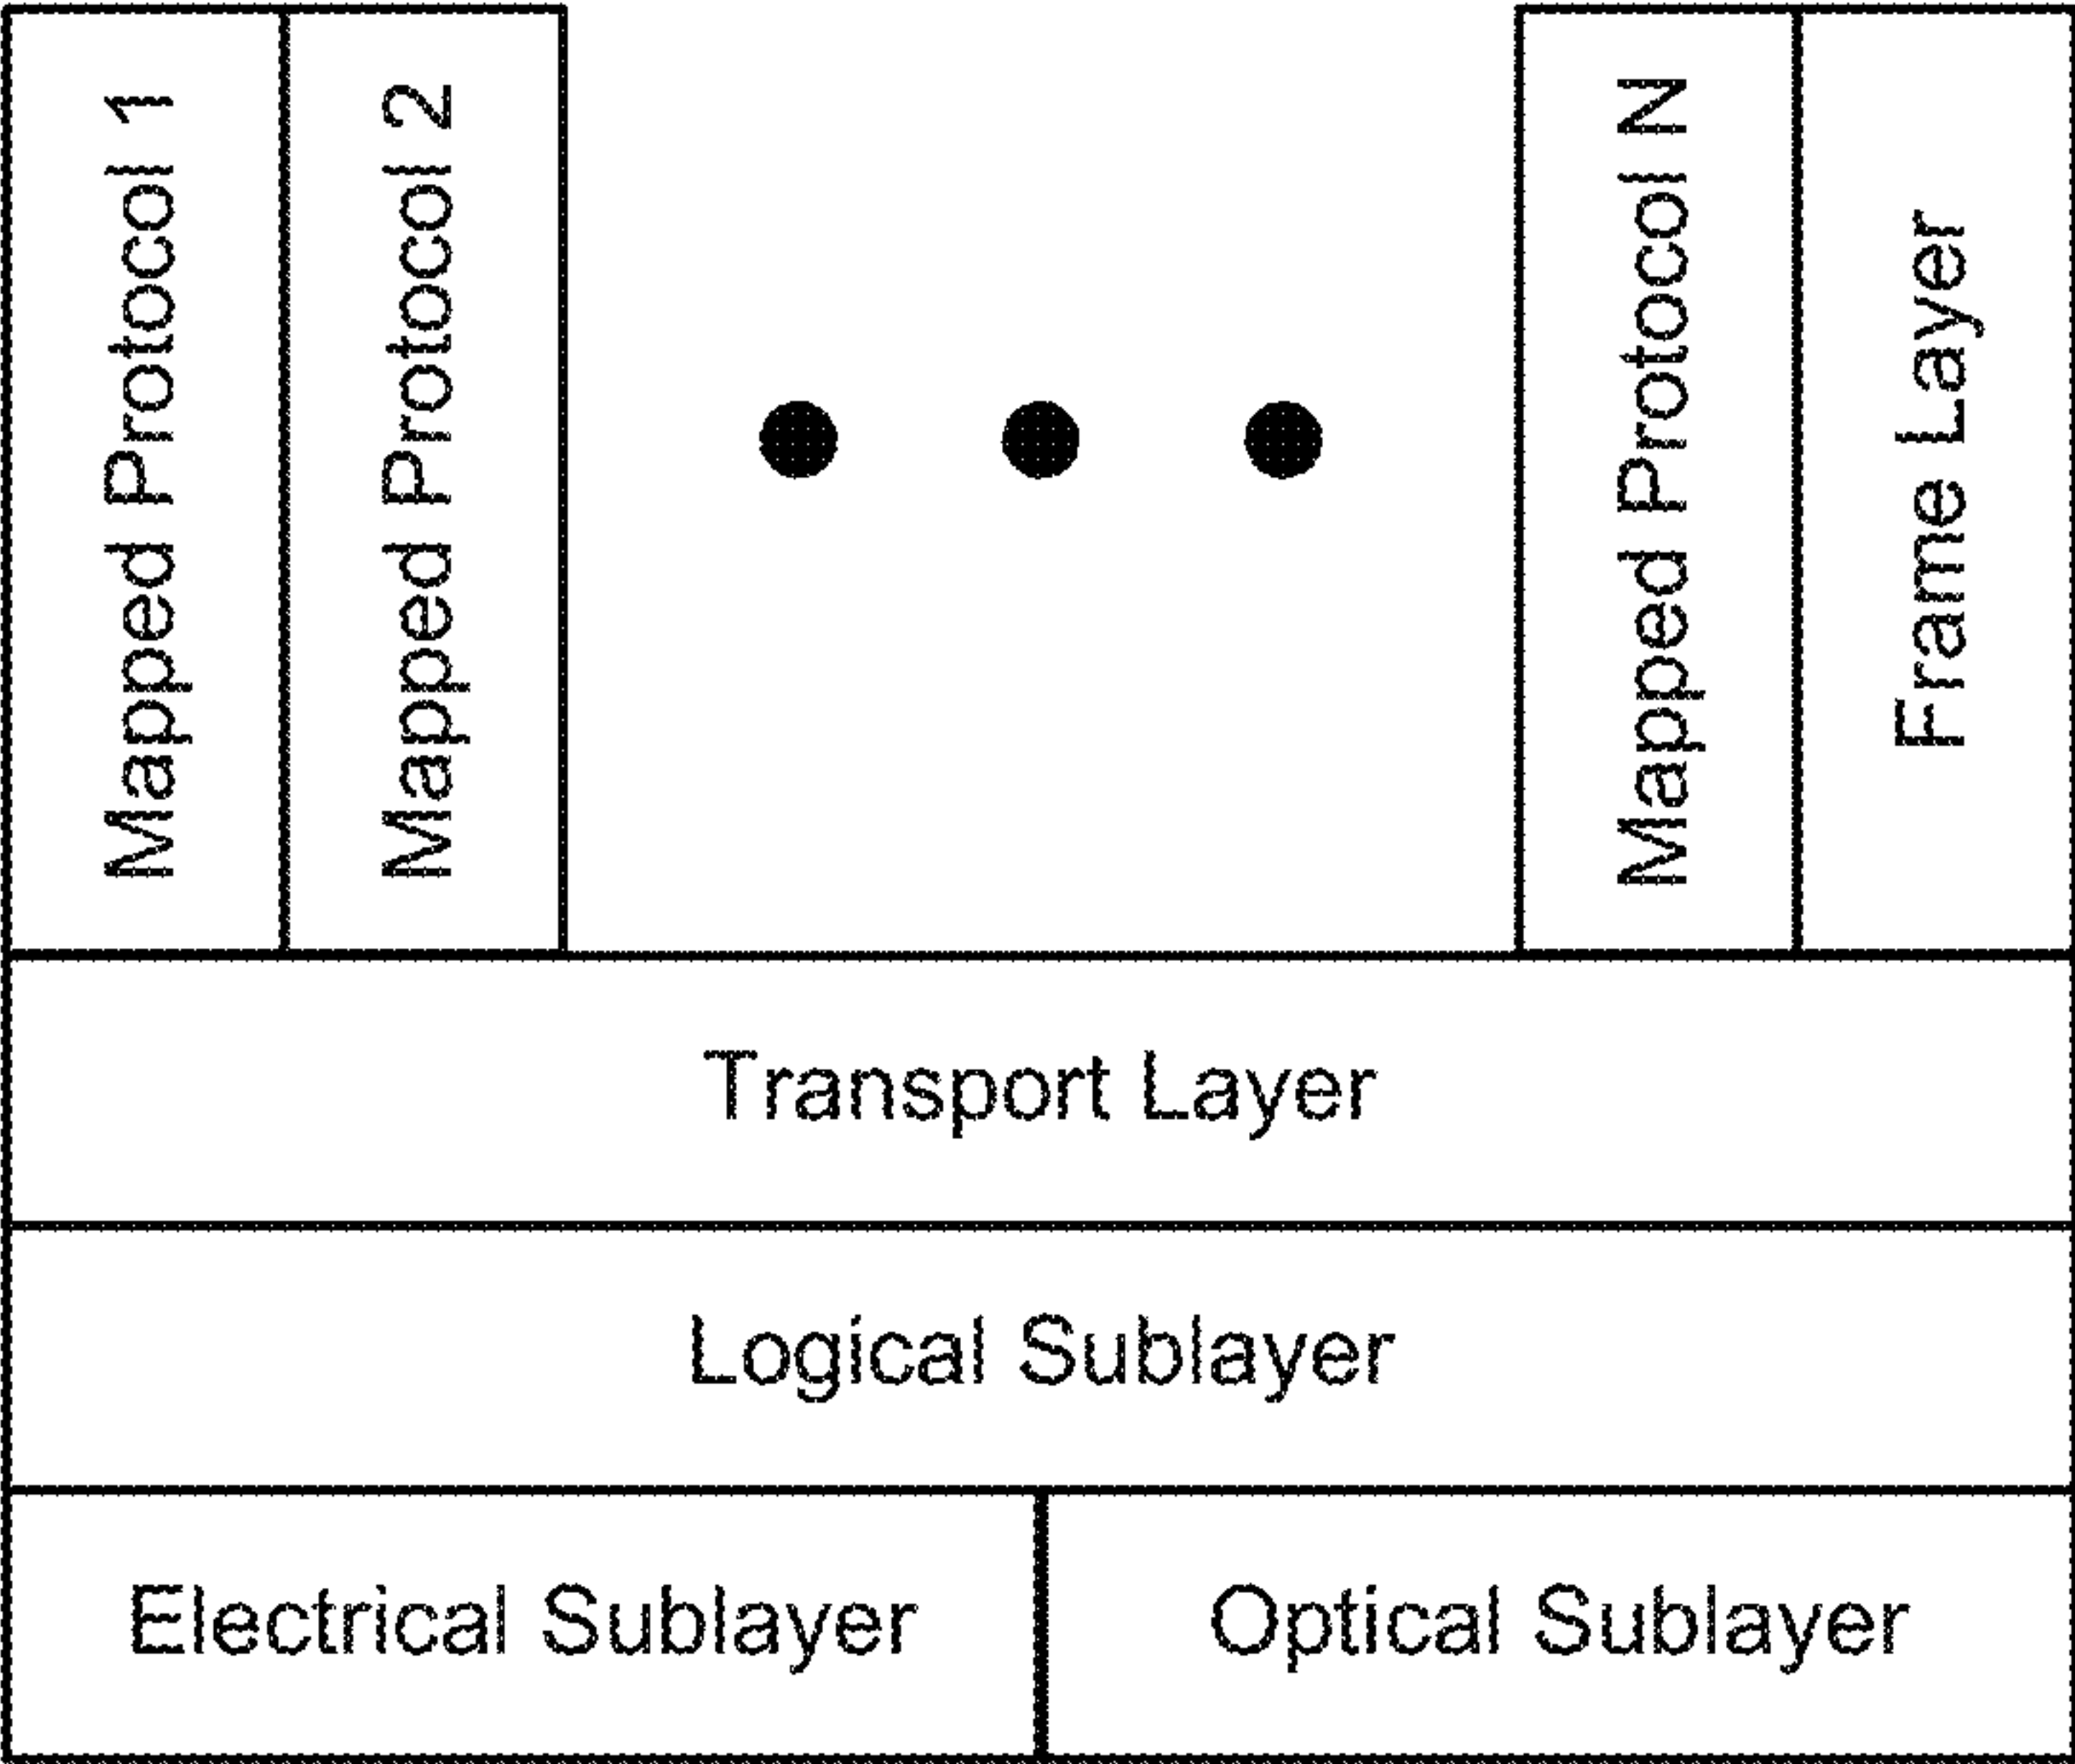 Mapped Protocol 1
Mapped Protocol 2
Mapped Protocol N
Frame Layer
Transport Layer
Logical Sublayer
Electrical Sublayer
Optical Sublayer